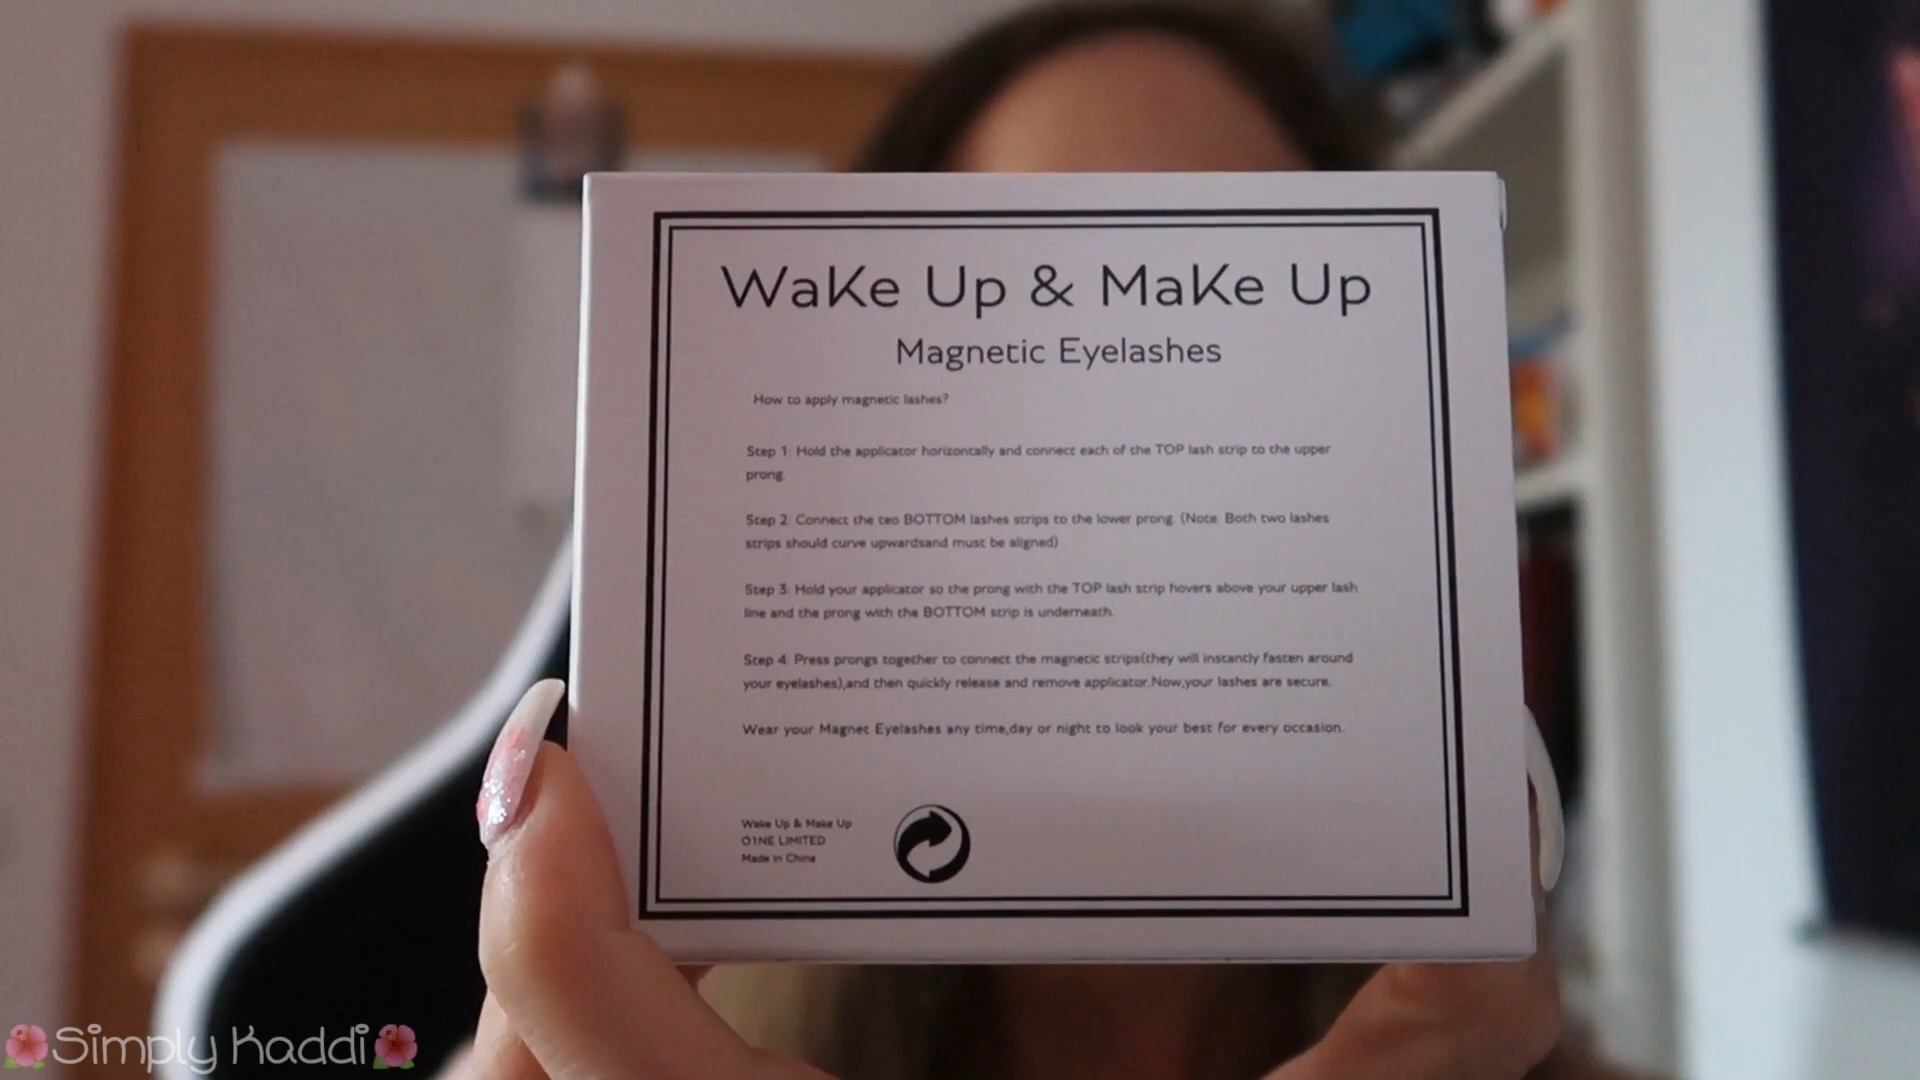 WaKe Up & MaKe Up
Magnetic Eyelashes
How to apply magnetic lashes?
Step 1: Hold the applicator horizontally and connect each of the TOP lash strip to the upper
prong.
Step 2: Connect the two BOTTOM lashes strips to the lower prong. (Note: Both two lashes
strips should curve upwardsand must be aligned)
Step 3: Hold your applicator so the prong with the TOP lash strip hovers above your upper lash
line and the prong with the BOTTOM strip is underneath.
Step 4: Press prongs together to connect the magnetic strips(they will instantly fasten around
your eyelashes),and then quickly release and remove applicator.Now,your lashes are secure.
Wear your Magnet Eyelashes any time,day or night to look your best for every occasion.
Wake Up & Make Up
O1NE LIMITED
Made in China
Simply Kaddi